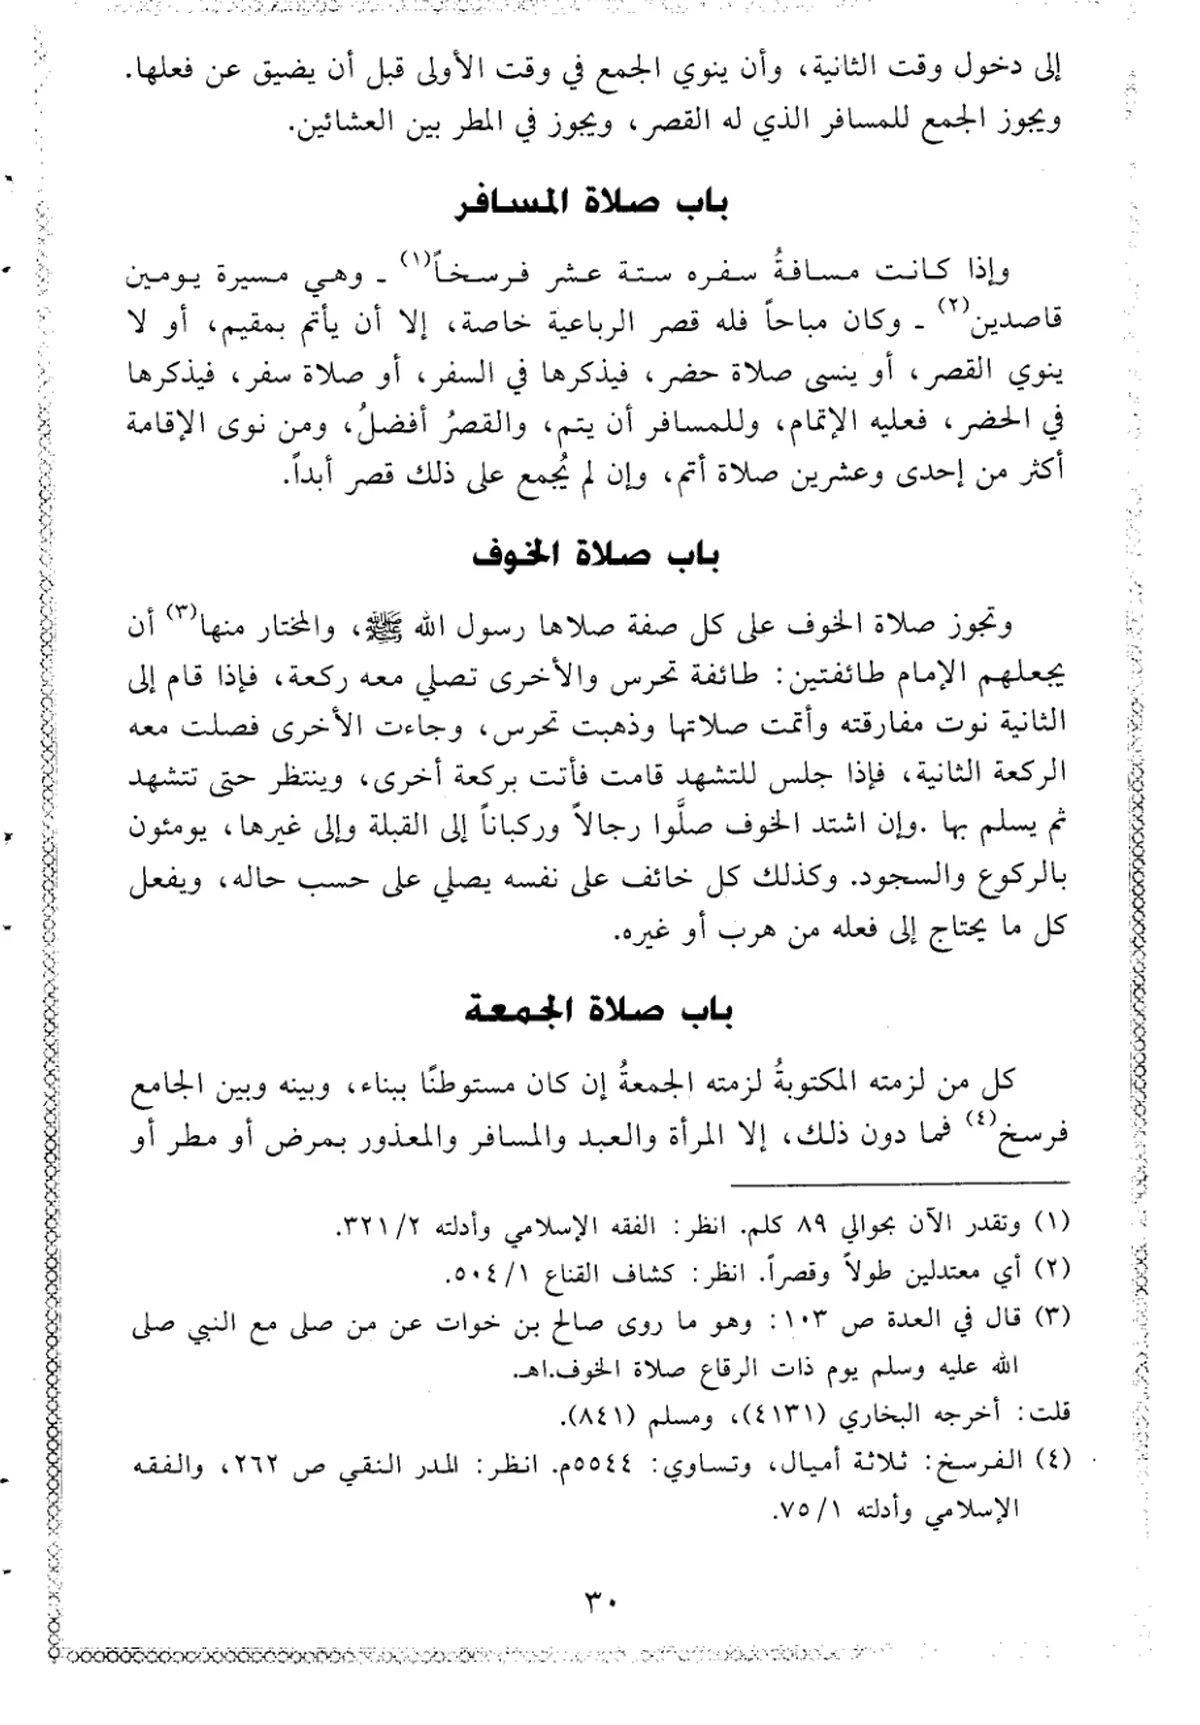 إلى دخول وقت الثانية، وأن ينوي الجمع في وقت الأولى قبل أن يضيق عن فعلها.
ويجوز الجمع للمسافر الذي له القصر، ويجوز في المطر بين العشائين.
باب صلاة المسافر
وإذا كانت مسافةُ سفره ستة عشر فرسخاً(١) ـ وهي مسيرة يومين
قاصدين(٢) ـ وكان مباحاً فله قصر الرباعية خاصة، إلا أن يأتم بمقيم، أو لا
ينوي القصر، أو ينسى صلاة حضر، فيذكرها في السفر، أو صلاة سفر، فيذكرها
في الحضر، فعليه الإتمام، وللمسافر أن يتم، والقصرُ أفضلُ، ومن نوى الإقامة
أكثر من إحدى وعشرين صلاة أتم، وإن لم يُجمع على ذلك قصر أبداً.
باب صلاة الخوف
وتجوز صلاة الخوف على كل صفة صلاها رسول الله ﷺ، والمختار منها(٣) أن
يجعلهم الإمام طائفتين: طائفة تحرس والأخرى تصلي معه ركعة، فإذا قام إلى
الثانية نوت مفارقته وأتمت صلاتها وذهبت تحرس، وجاءت الأخرى فصلت معه
الركعة الثانية، فإذا جلس للتشهد قامت فأتت بركعة أخرى، وينتظر حتى تتشهد
ثم يسلم بها .وإن اشتد الخوف صلَّوا رجالاً وركباناً إلى القبلة وإلى غيرها، يومئون
بالركوع والسجود. وكذلك كل خائف على نفسه يصلي على حسب حاله، ويفعل
كل ما يحتاج إلى فعله من هرب أو غيره.
باب صلاة الجمعة
كل من لزمته المكتوبةُ لزمته الجمعةُ إن كان مستوطنًا ببناء، وبينه وبين الجامع
فرسخ(٤) فما دون ذلك، إلا المرأة والعبد والمسافر والمعذور بمرض أو مطر أو
(١) وتقدر الآن بحوالي ٨٩ كلم. انظر: الفقه الإسلامي وأدلته ٢/ ٣٢١.
(٢) أي معتدلين طولاً وقصراً. انظر: كشاف القناع ١/ ٥٠٤.
(٣) قال في العدة ص ١٠٣: وهو ما روى صالح بن خوات عن من صلى مع النبي صلى
الله عليه وسلم يوم ذات الرقاع صلاة الخوف.اهـ.
قلت: أخرجه البخاري (٤١٣١)، ومسلم (٨٤١).
(٤) الفرسخ: ثلاثة أميال، وتساوي: ٥٥٤٤م. انظر: الدر النقي ص ٢٦٢، والفقه
الإسلامي وأدلته ١/ ٧٥.
٣٠